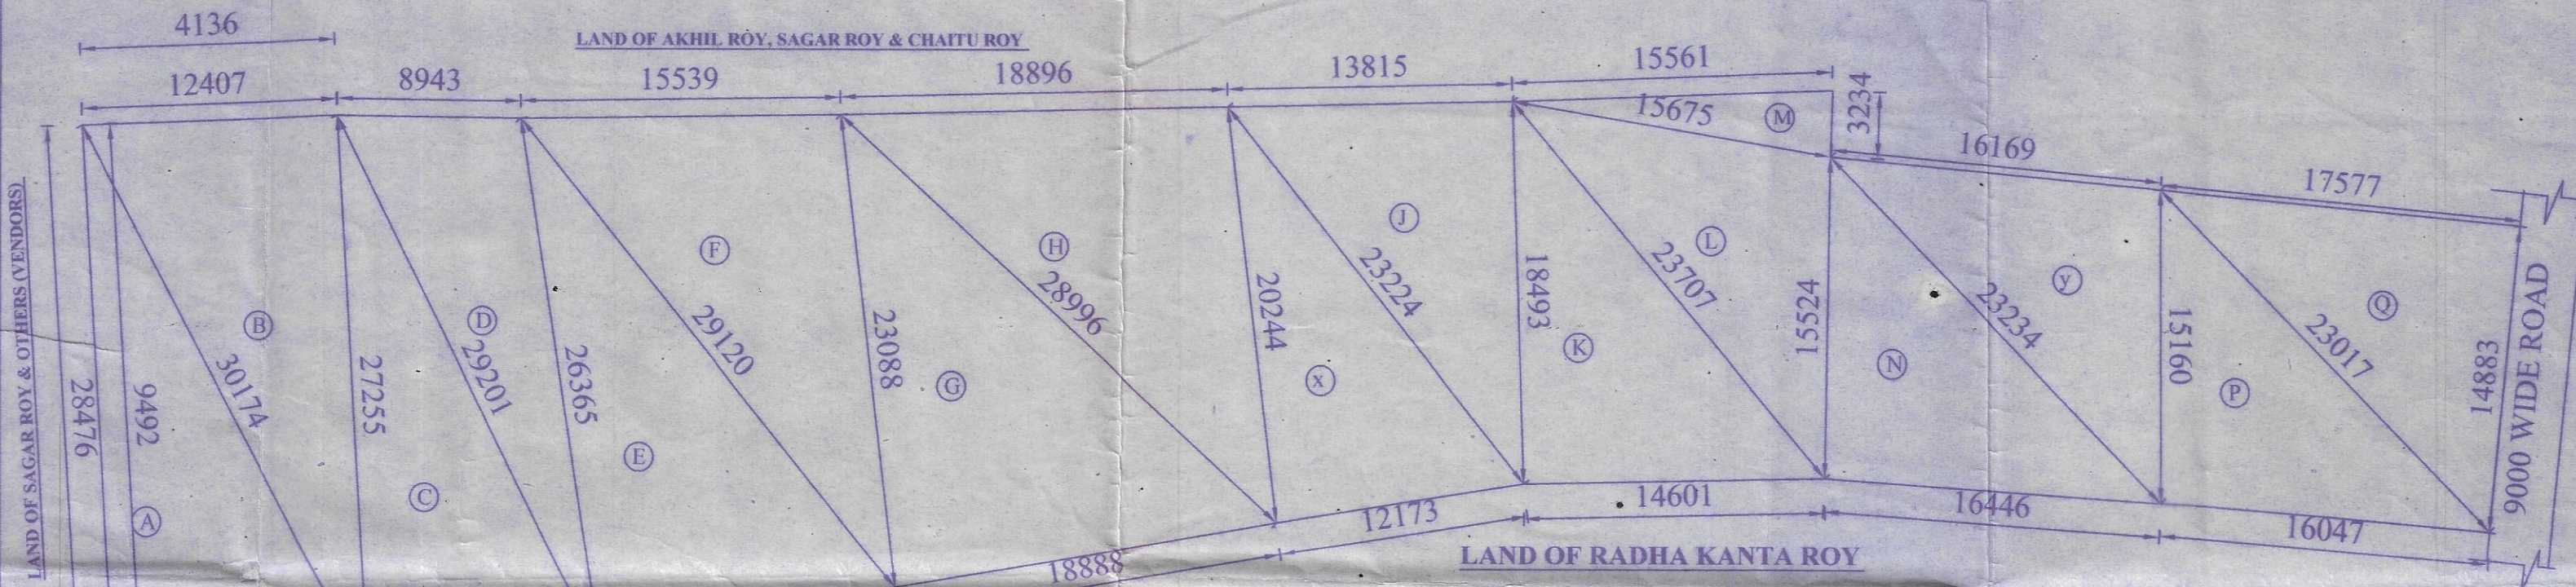 4136
LAND OF AKHIL ROY, SAGAR ROY & CHAITU ROY
12407
8943
15539
18896
13815
15561
15675
M
3234
16169
17577
LAND OF SAGAR ROY & OTHERS (VENDORS)
28476
9492
A
B
30174
27255
C
D
29201
26365
E
F
29120
23088
G
H
28996
20244
x
J
23224
18493
K
L
23707
15524
N
y
23234
15160
P
Q
23017
14883
9000 WIDE ROAD
18888
12173
14601
16446
16047
LAND OF RADHA KANTA ROY